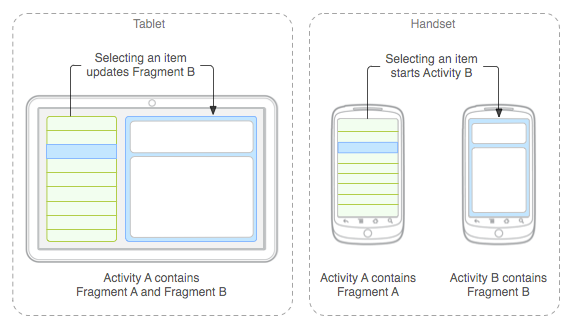 Tablet
Selecting an item
updates Fragment B
Activity A contains
Fragment A and Fragment B
Handset
Selecting an item
starts Activity B
Activity A contains
Fragment A
Activity B contains
Fragment B